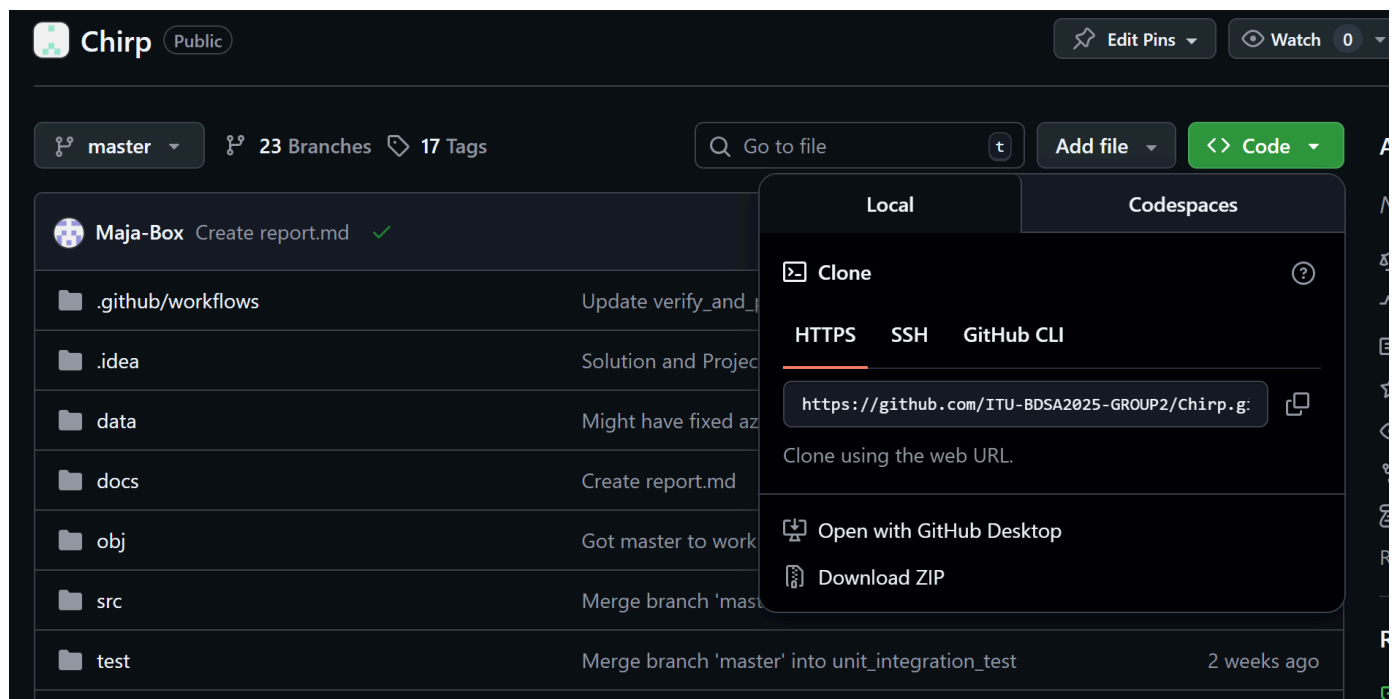 Chirp Public
Edit Pins
Watch 0
master
23 Branches
17 Tags
Go to file t
Add file
Code
Local
Codespaces
Maja-Box Create report.md
Clone
HTTPS SSH GitHub CLI
https://github.com/ITU-BDSA2025-GROUP2/Chirp.g
Clone using the web URL.
Open with GitHub Desktop
Download ZIP
.github/workflows Update verify_and_
.idea Solution and Projec
data Might have fixed az
docs Create report.md
obj Got master to work
src Merge branch 'mast
test Merge branch 'master' into unit_integration_test 2 weeks ago